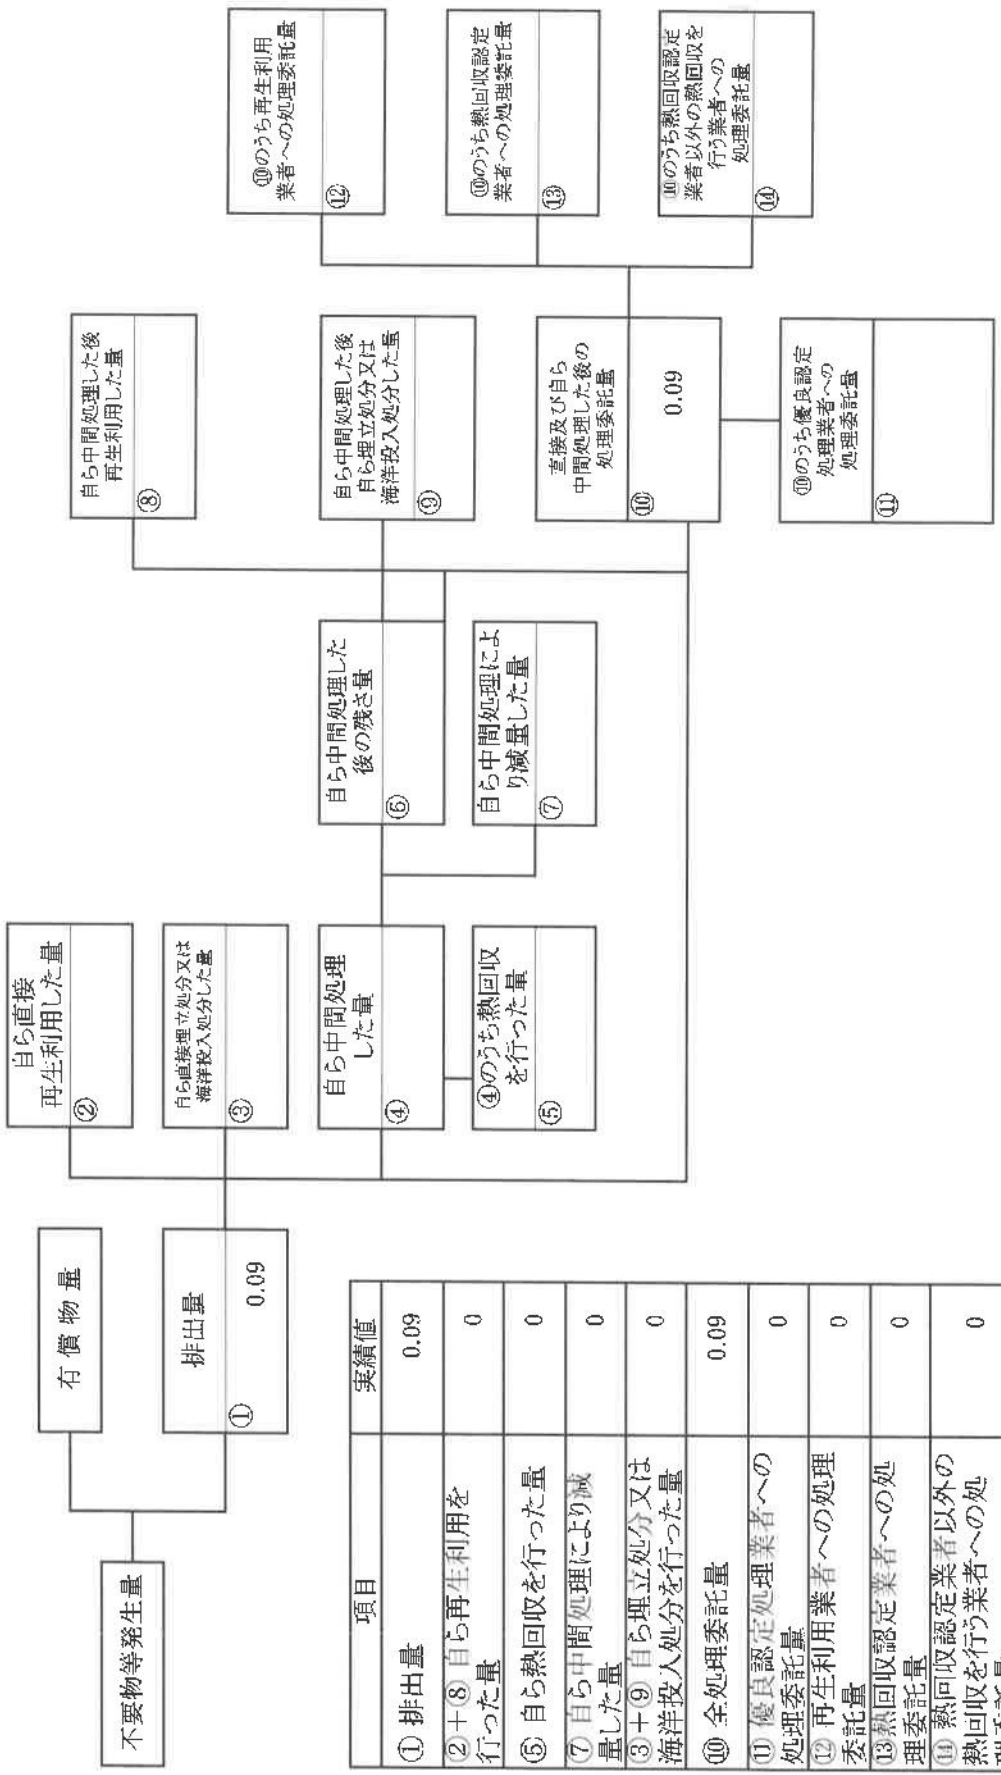 不要物等発生量
有 償 物 量
排出量
①
0.09
自ら直接
再生利用した量
②
自ら直接埋立処分又は
海洋投入処分した量
③
自ら中間処理
した量
④
④のうち熱回収
を行った量
⑤
自ら中間処理した
後の残さ量
⑥
自ら中間処理によ
り減量した量
⑦
自ら中間処理した後
再生利用した量
⑧
自ら中間処理した後
自ら埋立処分又は
海洋投入処分した量
⑨
直接及び自ら
中間処理した後の
処理委託量
⑩
0.09
⑩のうち優良認定
処理業者への
処理委託量
⑪
⑩のうち再生利用
業者への処理委託量
⑫
⑩のうち熱回収認定
業者への処理委託量
⑬
⑩のうち熱回収認定
業者以外の熱回収を
行う業者への
処理委託量
⑭
項目
実績値
①排出量
0.09
②+⑧自ら再生利用を
行った量
0
⑤自ら熱回収を行った量
0
⑦自ら中間処理により減
量した量
0
③+⑨自ら埋立処分又は
海洋投入処分を行った量
0
⑩全処理委託量
0.09
⑪優良認定処理業者への
処理委託量
0
⑫再生利用業者への処理
委託量
0
⑬熱回収認定業者への処
理委託量
0
⑭熱回収認定業者以外の
熱回収を行う業者への処
0